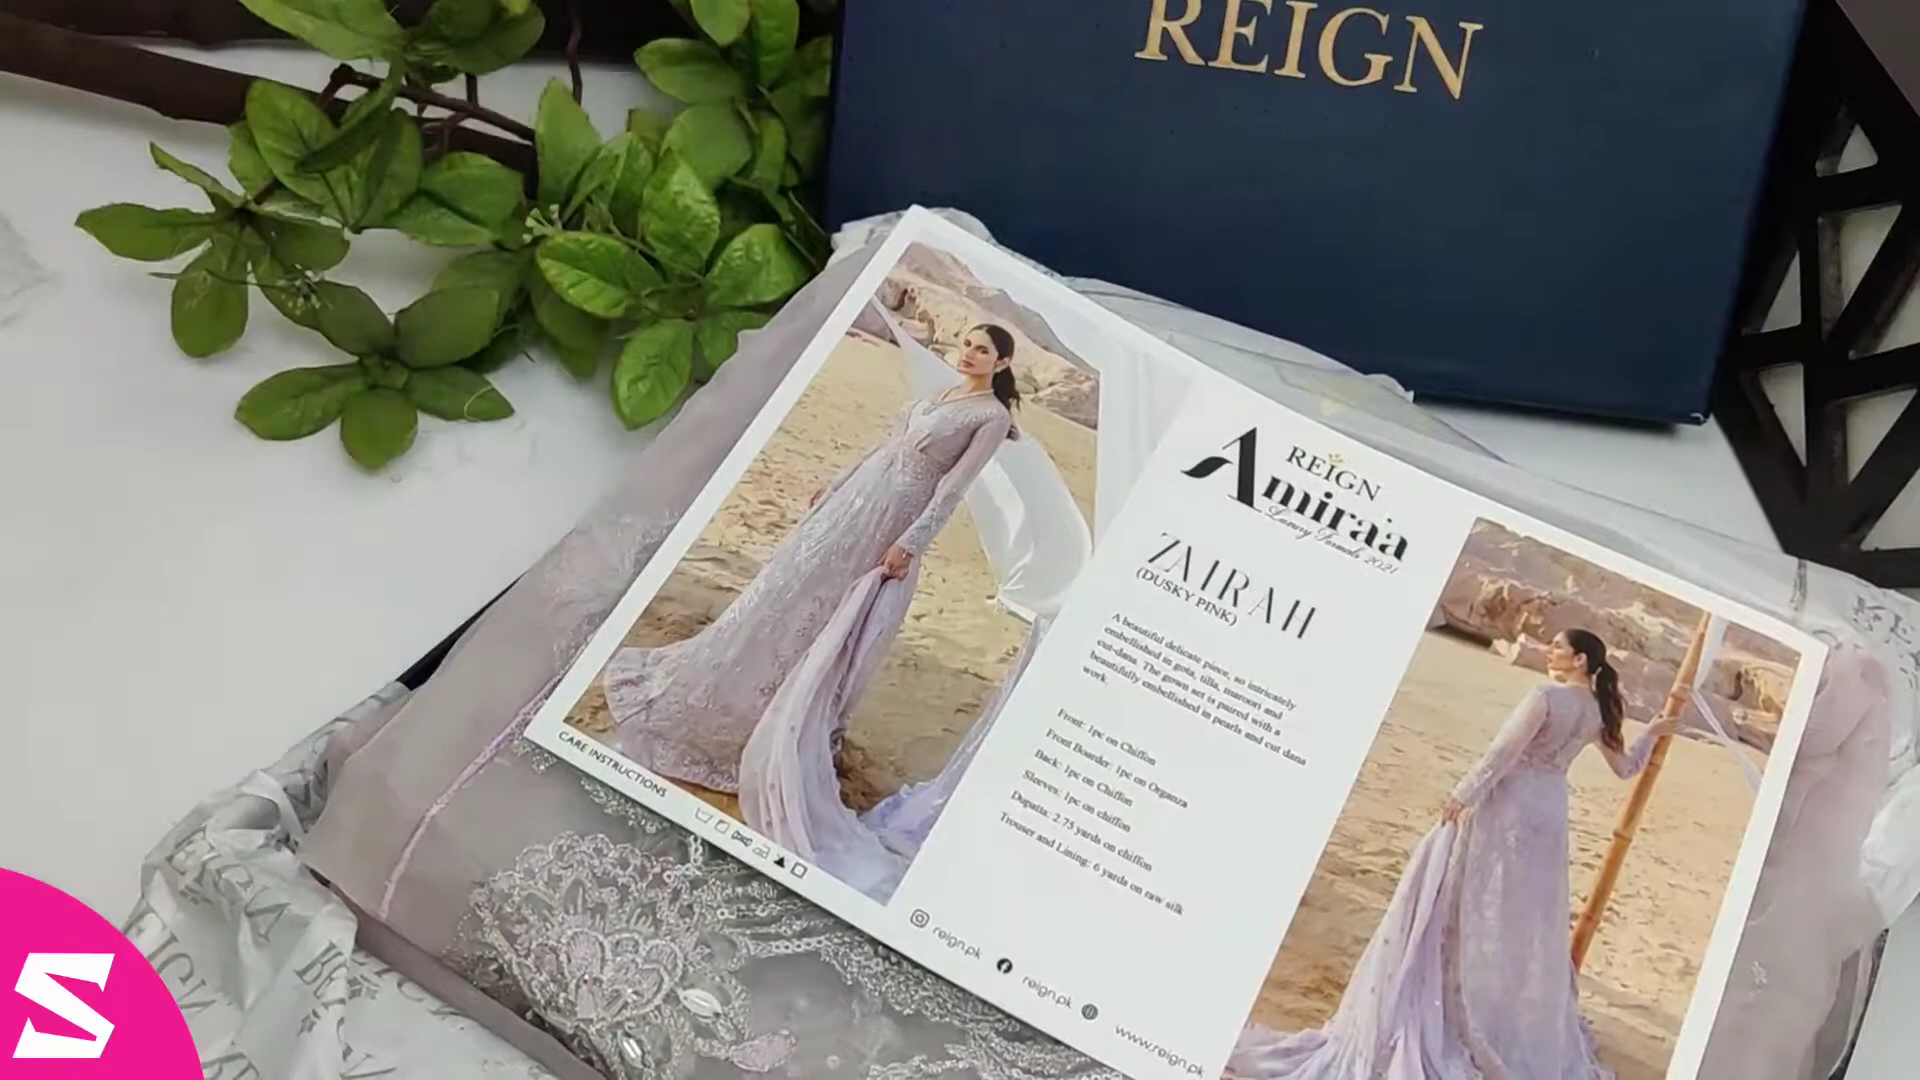 REIGN
REIGN
Amiraa
Luxury Formals 2021
ZAIRAH
(DUSKY PINK)
A beautiful delicate piece, so intricately
embellished in gota, tilla, marori and
cut-dana. The gown set is paired with a
beautifully embellished in pearls and cut dana
work.
Front: 1pc on Chiffon
Front Boarder: 1pc on Organza
Back: 1pc on Chiffon
Sleeves: 1pc on chiffon
Dupatta: 2.75 yards on chiffon
Trouser and Lining: 6 yards on raw silk
CARE INSTRUCTIONS
reign.pk
reign.pk
www.reign.pk
S